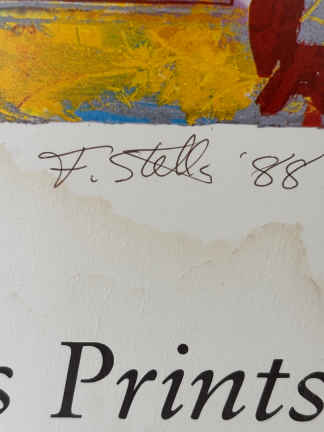 F. Stella '88
s Prints